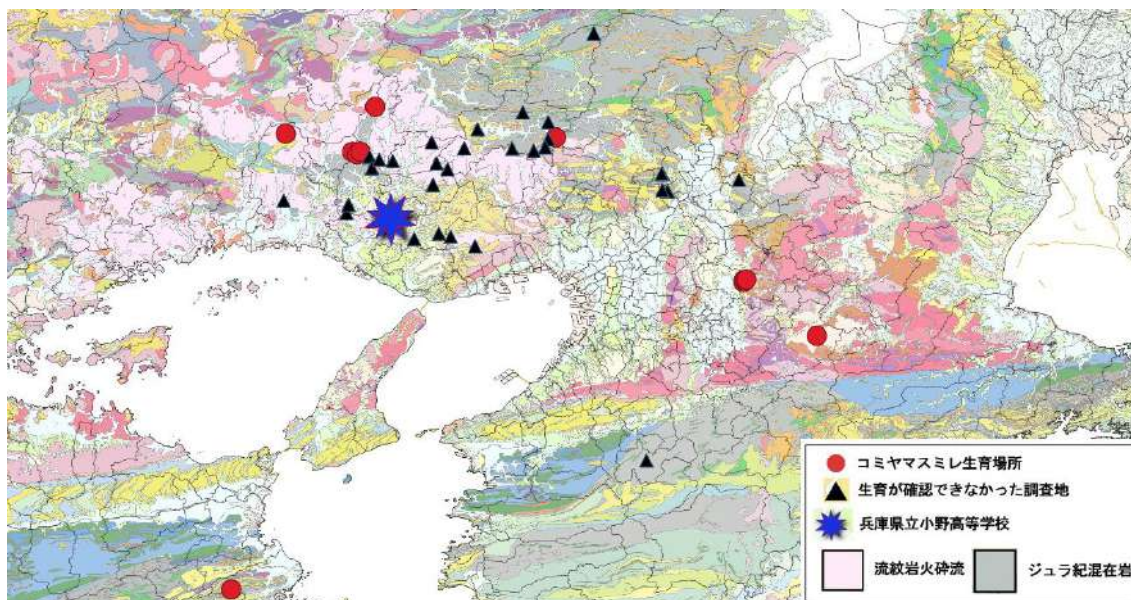 コミヤマスミレ生育場所
生育が確認できなかった調査地
兵庫県立小野高等学校
流紋岩火砕流
ジュラ紀混在岩